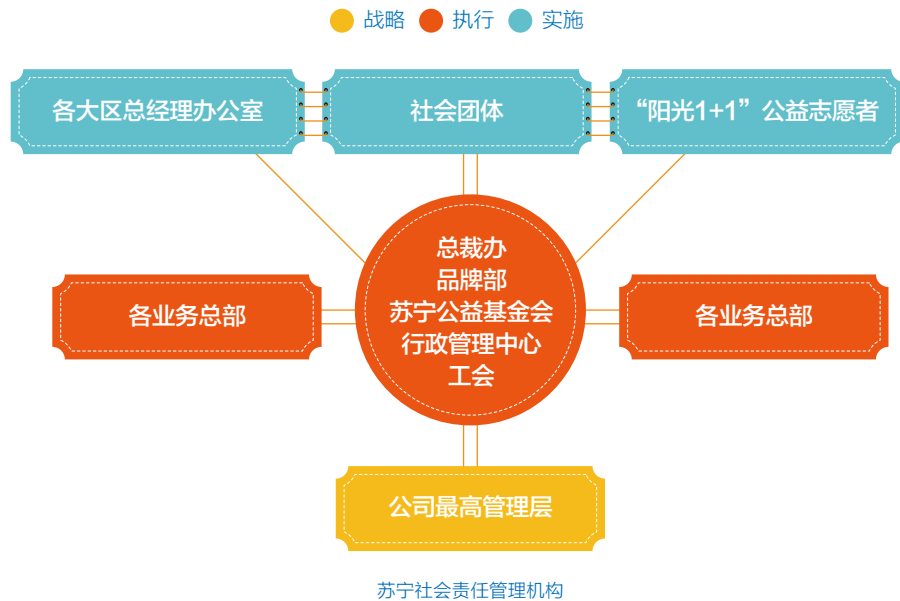 战略 执行 实施
各大区总经理办公室 社会团体 “阳光1+1”公益志愿者
总裁办
品牌部
苏宁公益基金会
行政管理中心
工会
各业务总部 各业务总部
公司最高管理层
苏宁社会责任管理机构